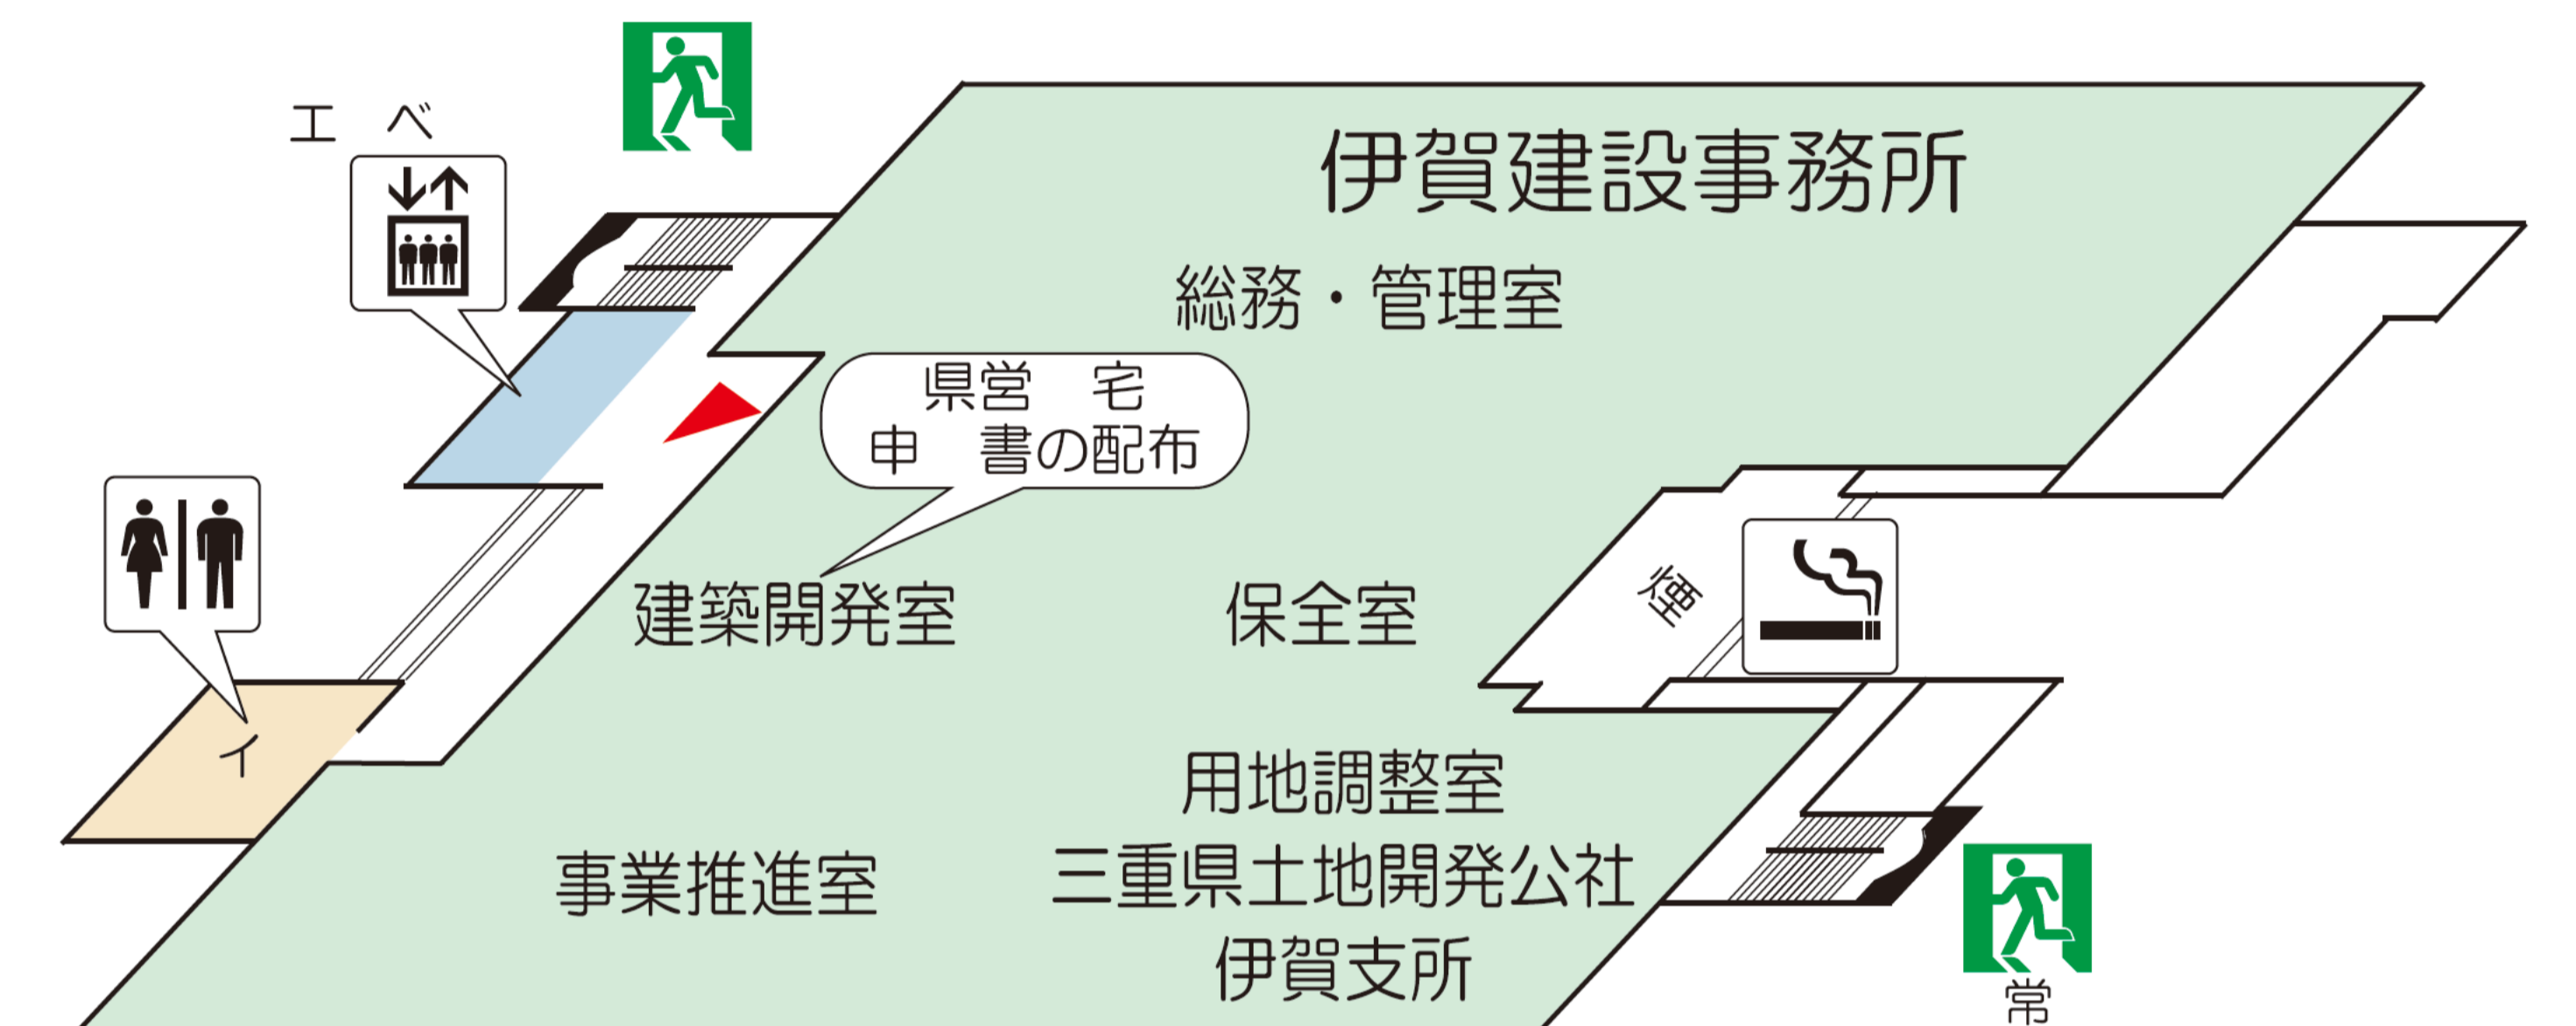 エ ベ
伊賀建設事務所
総務・管理室
県営 宅
申 書の配布
建築開発室
保全室
煙
イ
用地調整室
事業推進室
三重県土地開発公社
伊賀支所
常